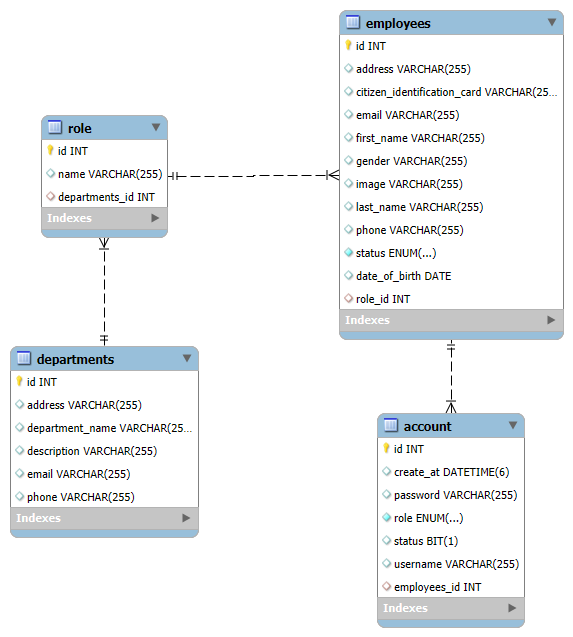 employees
id INT
address VARCHAR(255)
citizen_identification_card VARCHAR(25...
email VARCHAR(255)
first_name VARCHAR(255)
gender VARCHAR(255)
image VARCHAR(255)
last_name VARCHAR(255)
phone VARCHAR(255)
status ENUM(...)
date_of_birth DATE
role_id INT
Indexes
role
id INT
name VARCHAR(255)
departments_id INT
Indexes
departments
id INT
address VARCHAR(255)
department_name VARCHAR(25...
description VARCHAR(255)
email VARCHAR(255)
phone VARCHAR(255)
Indexes
account
id INT
create_at DATETIME(6)
password VARCHAR(255)
role ENUM(...)
status BIT(1)
username VARCHAR(255)
employees_id INT
Indexes